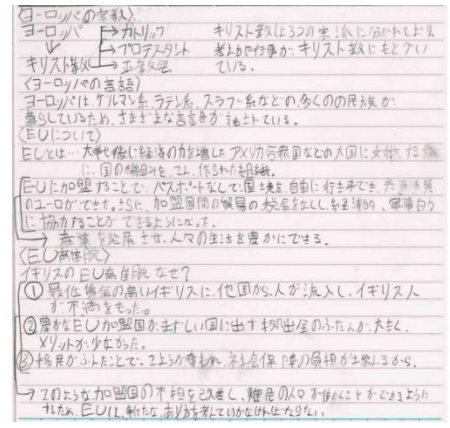 〈ヨーロッパの宗教〉
ヨーロッパ → カトリック キリスト教は3つの宗派に分かれており、
↓ → プロテスタント 考え方や行事が、キリスト教にもとづい
キリスト教 → 正教会 ている。
〈ヨーロッパの言語〉
ヨーロッパは、ゲルマン系、ラテン系、スラブ系などの多くのの民族が
暮らしているため、さまざまな言語が話されている。
〈EUについて〉
EUとは… 大戦後に経済の力を増したアメリカ合衆国などの大国に対抗する
に、国の枠組みをこえ、作られた組織。
EUに加盟することで、パスポートなしで国境を自由に行き来でき、共通通貨
のユーロができた。さらに、加盟国間の貿易の税金をなくし、経済的、軍事的
に協力することができるようになった。
→ 産業を発展させ、人々の生活を豊かにできる。
〈EU離脱〉
イギリスのEU離脱 なぜ?
① 最低賃金の高いイギリスに、他国から人が流入し、イギリス人
が不満をもった。
② 豊かなEU加盟国が、まずしい国に出す拠出金のふたんが大きく、
メリットが少なかった。
③ 移民がふえたことで、こようが奪われ、社会保障の負担が増えるから。
→ このような加盟国の不担を改善し、難民の人々が働くことができるように
するため、EUは、新たなあり方を考えていかなければならない。